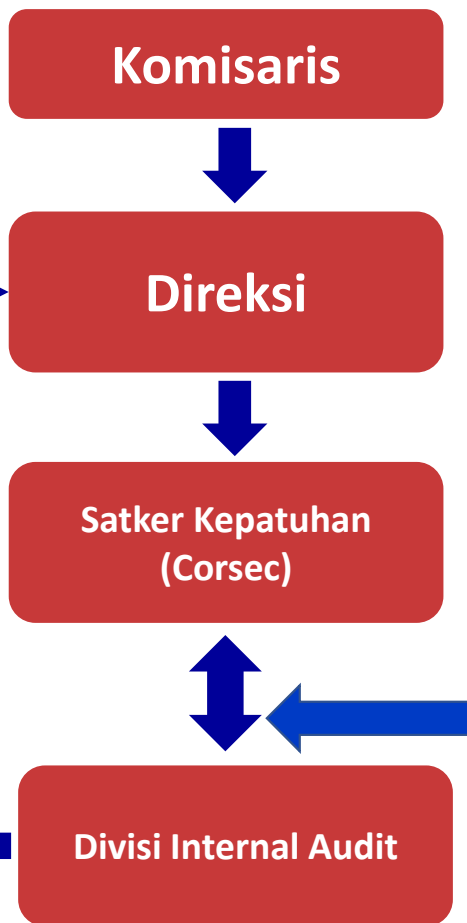 Komisaris
Direksi
Satker Kepatuhan
(Corsec)
Divisi Internal Audit